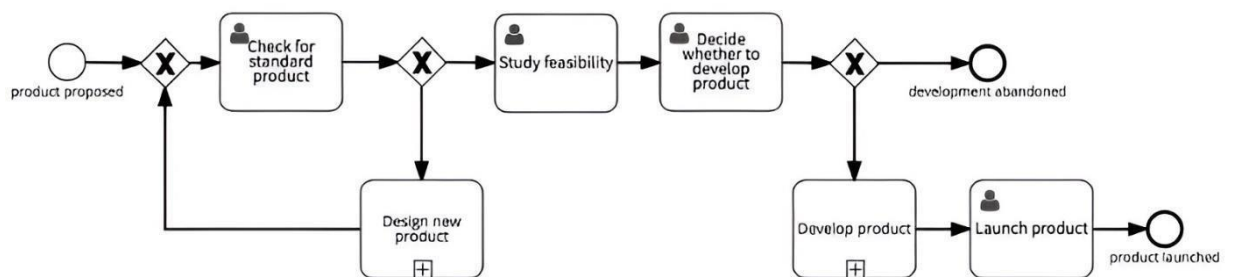 product proposed
Check for
standard
product
Study feasibility
Decide
whether to
develop
product
development abandoned
Design new
product
Develop product
Launch product
product launched